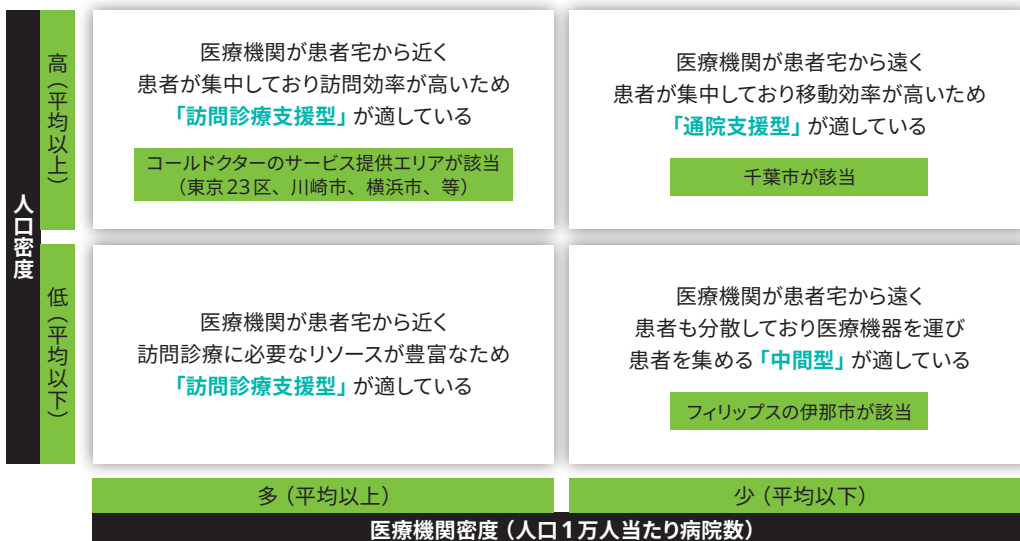 人口密度
高（平均以上）
医療機関が患者宅から近く
患者が集中しており訪問効率が高いため
「訪問診療支援型」が適している
コールドクターのサービス提供エリアが該当
（東京23区、川崎市、横浜市、等）
医療機関が患者宅から遠く
患者が集中しており移動効率が高いため
「通院支援型」が適している
千葉市が該当
低（平均以下）
医療機関が患者宅から近く
訪問診療に必要なリソースが豊富なため
「訪問診療支援型」が適している
医療機関が患者宅から遠く
患者も分散しており医療機器を運び
患者を集める「中間型」が適している
フィリップスの伊那市が該当
多（平均以上）
少（平均以下）
医療機関密度（人口1万人当たり病院数）